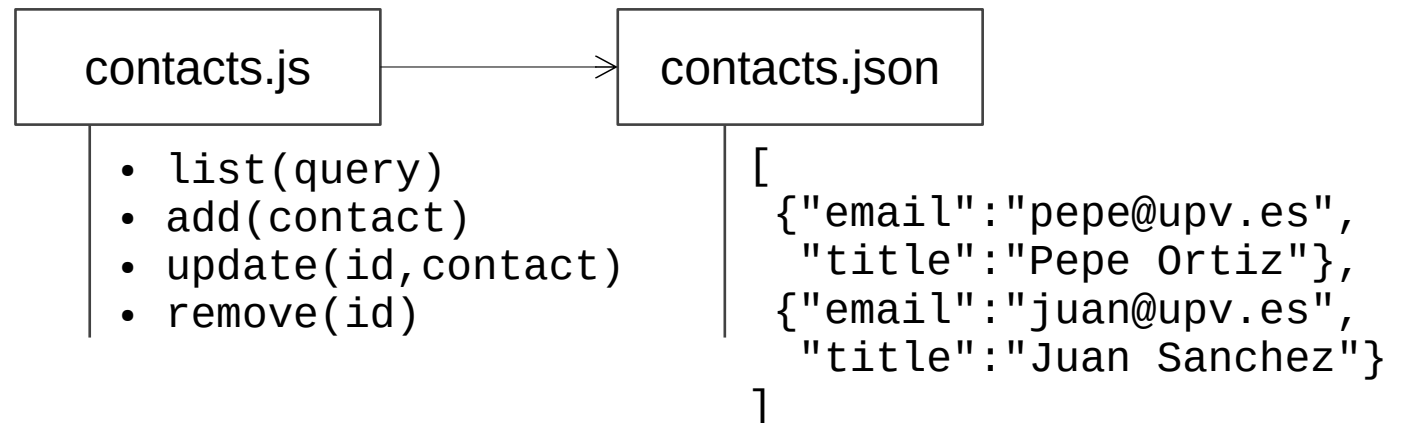 contacts.js
contacts.json
• list(query)
• add(contact)
• update(id,contact)
• remove(id)
[
{"email":"pepe@upv.es",
"title":"Pepe Ortiz"},
{"email":"juan@upv.es",
"title":"Juan Sanchez"}
]